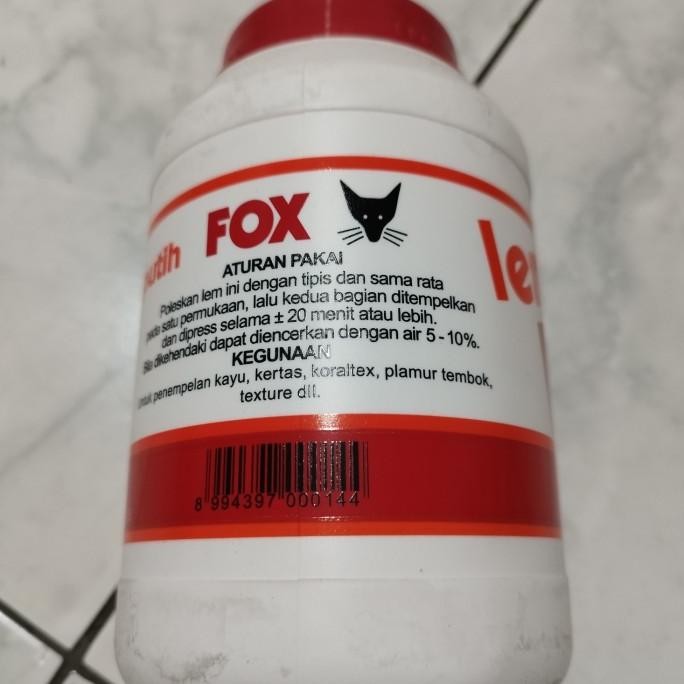 FOX
utih
ATURAN PAKAI
Poleskan lem ini dengan tipis dan sama rata
pada satu permukaan, lalu kedua bagian ditempelkan
dan dipress selama ± 20 menit atau lebih.
Bila dikehendaki dapat diencerkan dengan air 5 - 10%.
KEGUNAAN
untuk penempelan kayu, kertas, koraltex, plamur tembok,
texture dll.
le
8 994397 000144